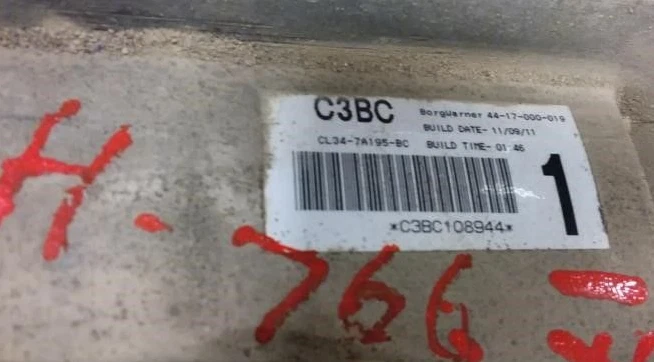 C3BC BorgWarner 44-17-000-019
BUILD DATE- 11/09/11
CL34-7A195-BC BUILD TIME- 01:46
1
*C3BC108944*
H-766